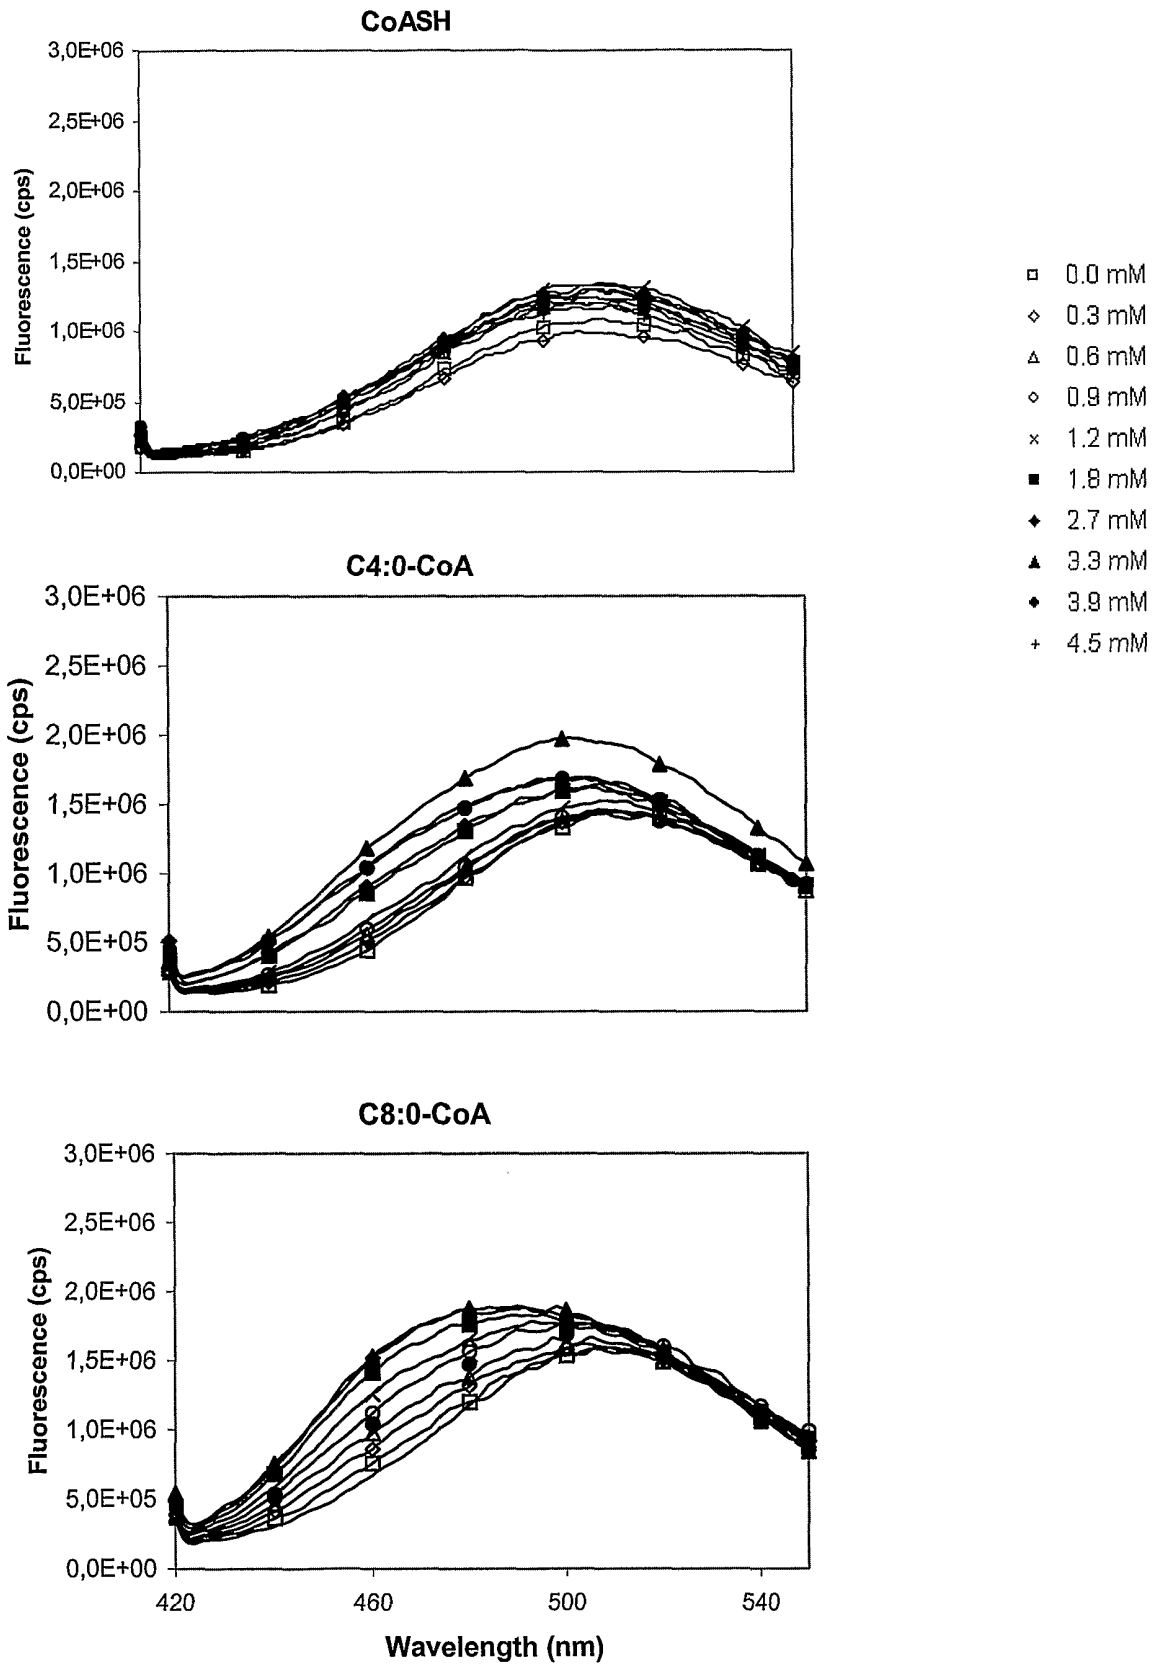 CoASH
3,0E+06
2,5E+06
2,0E+06
1,5E+06
1,0E+06
5,0E+05
0,0E+00
Fluorescence (cps)
C4:0-CoA
3,0E+06
2,5E+06
2,0E+06
1,5E+06
1,0E+06
5,0E+05
0,0E+00
Fluorescence (cps)
C8:0-CoA
3,0E+06
2,5E+06
2,0E+06
1,5E+06
1,0E+06
5,0E+05
0,0E+00
Fluorescence (cps)
420 460 500 540
Wavelength (nm)
0.0 mM
0.3 mM
0.6 mM
0.9 mM
1.2 mM
1.8 mM
2.7 mM
3.3 mM
3.9 mM
4.5 mM